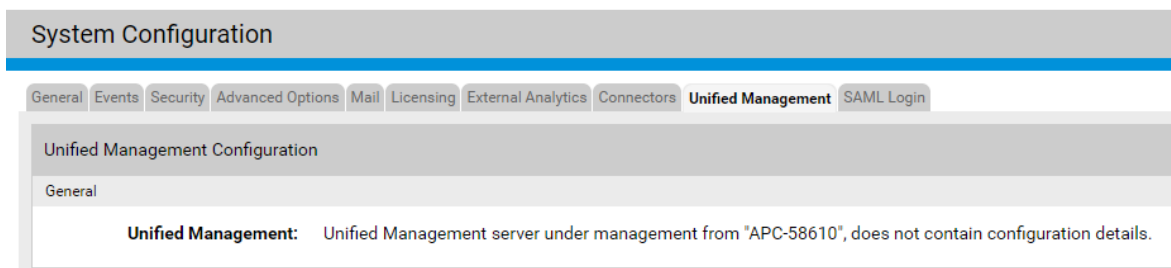 System Configuration
General Events Security Advanced Options Mail Licensing External Analytics Connectors Unified Management SAML Login
Unified Management Configuration
General
Unified Management: Unified Management server under management from "APC-58610", does not contain configuration details.